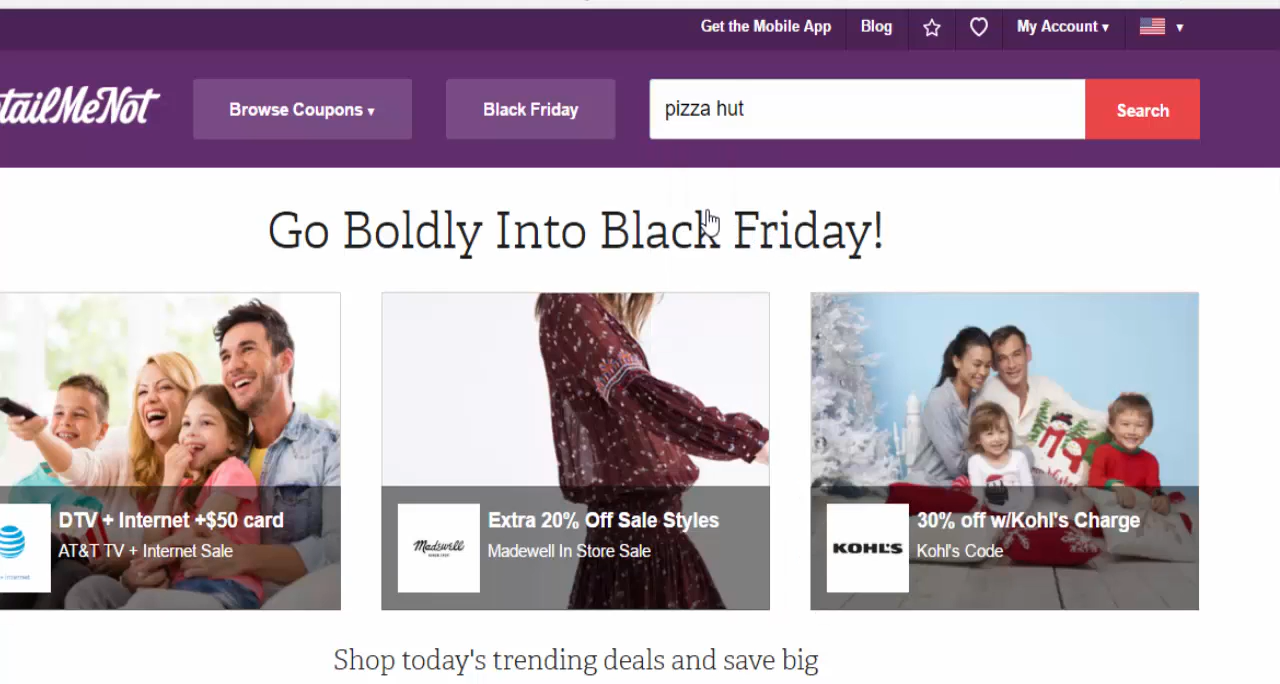 Get the Mobile App
Blog
My Account
tailMeNot
Browse Coupons
Black Friday
pizza hut
Search
Go Boldly Into Black Friday!
DTV + Internet +$50 card
AT&T TV + Internet Sale
+ Internet
Madewell
Extra 20% Off Sale Styles
Madewell In Store Sale
KOHL'S
30% off w/Kohl's Charge
Kohl's Code
Shop today's trending deals and save big